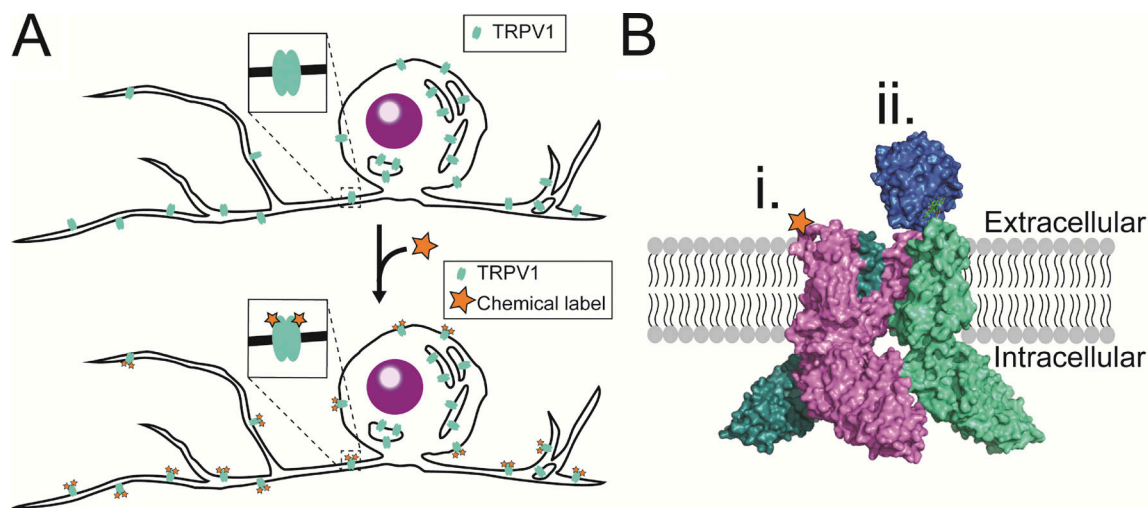 A
TRPV1
TRPV1
Chemical label
B
ii.
i.
Extracellular
Intracellular